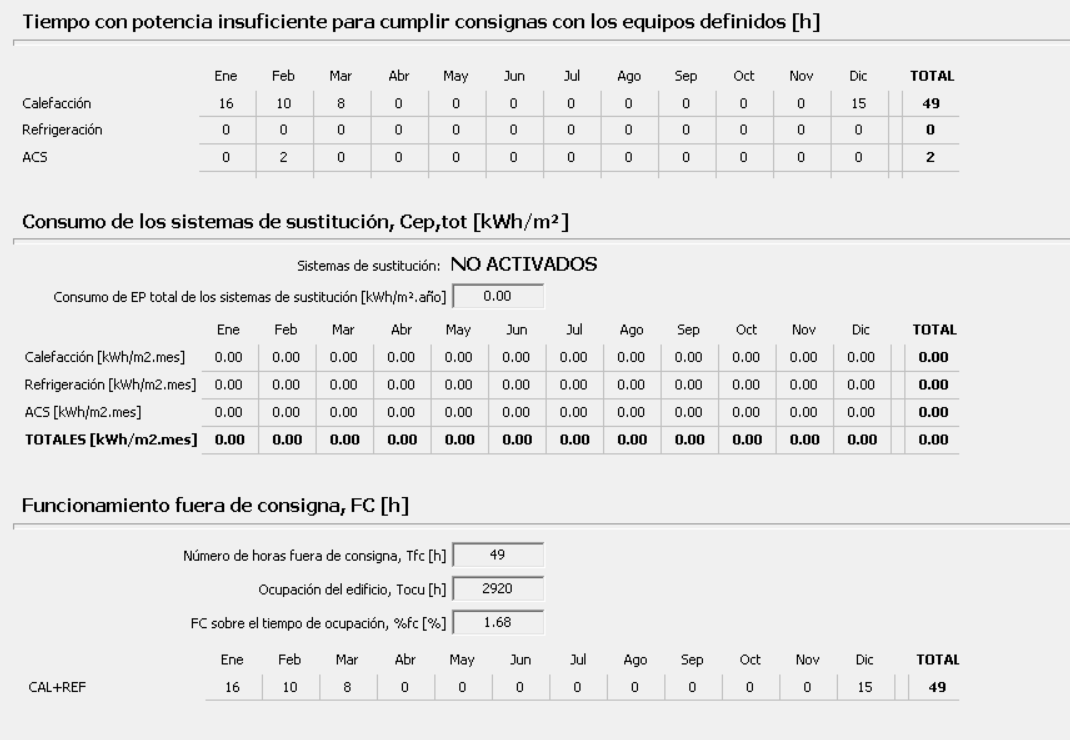 Tiempo con potencia insuficiente para cumplir consignas con los equipos definidos [h]
Ene Feb Mar Abr May Jun Jul Ago Sep Oct Nov Dic TOTAL
Calefacción 16 10 8 0 0 0 0 0 0 0 0 15 49
Refrigeración 0 0 0 0 0 0 0 0 0 0 0 0 0
ACS 0 2 0 0 0 0 0 0 0 0 0 0 2
Consumo de los sistemas de sustitución, Cep,tot [kWh/m²]
Sistemas de sustitución: NO ACTIVADOS
Consumo de EP total de los sistemas de sustitución [kWh/m².año] 0.00
Ene Feb Mar Abr May Jun Jul Ago Sep Oct Nov Dic TOTAL
Calefacción [kWh/m2.mes] 0.00 0.00 0.00 0.00 0.00 0.00 0.00 0.00 0.00 0.00 0.00 0.00 0.00
Refrigeración [kWh/m2.mes] 0.00 0.00 0.00 0.00 0.00 0.00 0.00 0.00 0.00 0.00 0.00 0.00 0.00
ACS [kWh/m2.mes] 0.00 0.00 0.00 0.00 0.00 0.00 0.00 0.00 0.00 0.00 0.00 0.00 0.00
TOTALES [kWh/m2.mes] 0.00 0.00 0.00 0.00 0.00 0.00 0.00 0.00 0.00 0.00 0.00 0.00 0.00
Funcionamiento fuera de consigna, FC [h]
Número de horas fuera de consigna, Tfc [h] 49
Ocupación del edificio, Tocu [h] 2920
FC sobre el tiempo de ocupación, %fc [%] 1.68
Ene Feb Mar Abr May Jun Jul Ago Sep Oct Nov Dic TOTAL
CAL+REF 16 10 8 0 0 0 0 0 0 0 0 15 49